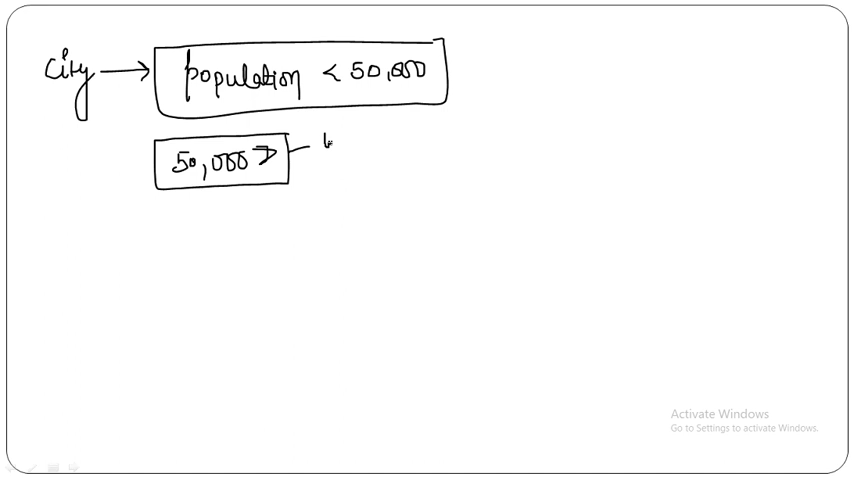 City → population < 50,000
50,000 >
Activate Windows
Go to Settings to activate Windows.